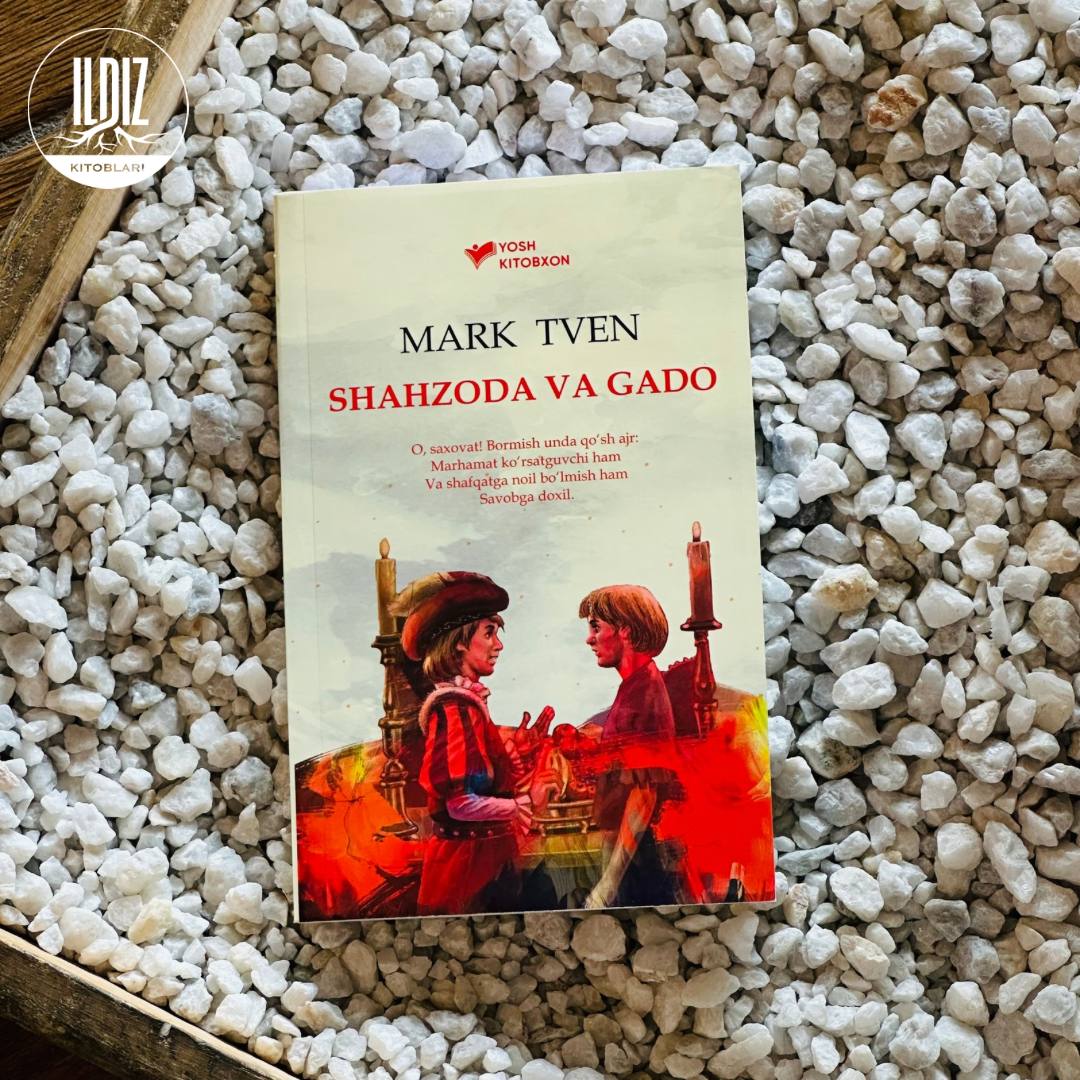 ILDIZ
KITOBLARI
YOSH
KITOBXON
MARK TVEN
SHAHZODA VA GADO
O, saxovat! Bormish unda qo‘sh ajr:
Marhamat ko‘rsatguvchi ham
Va shafqatga noil bo‘lmish ham
Savobga doxil.